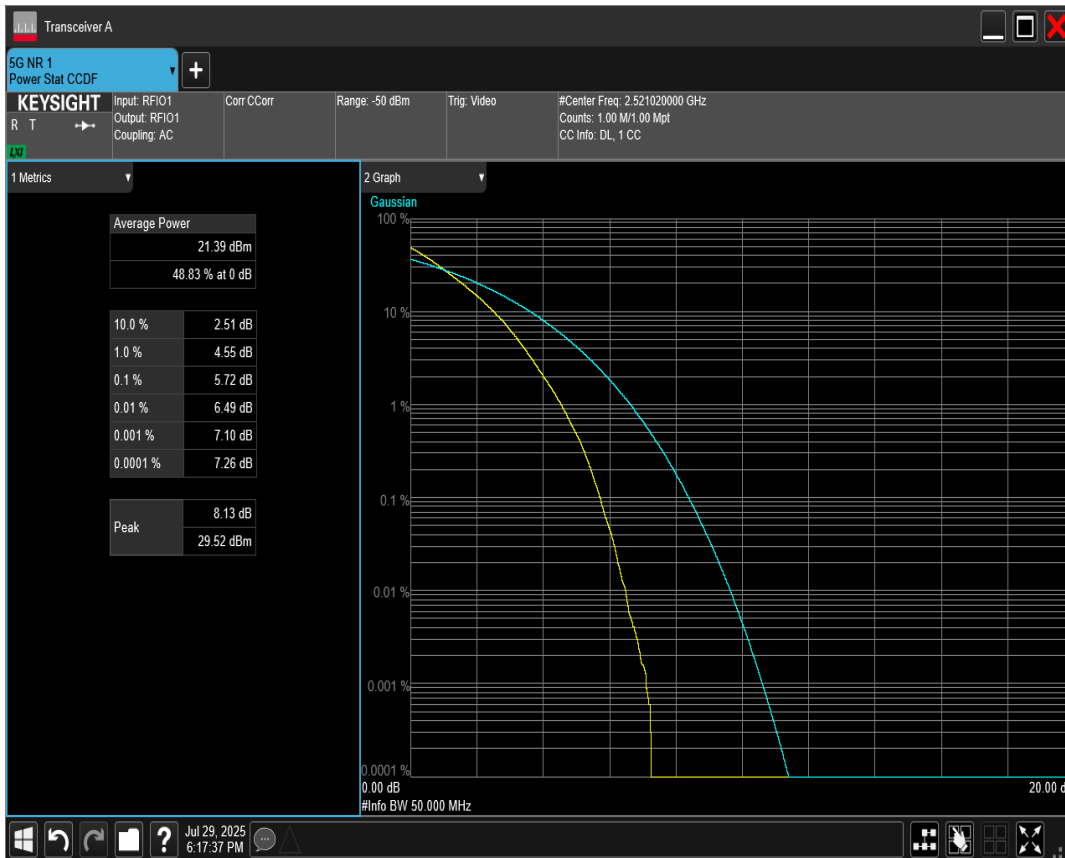 Transceiver A
5G NR 1
Power Stat CCDF
+
KEYSIGHT
R T
LXI
Input: RFIO1
Output: RFIO1
Coupling: AC
Corr CCorr
Range: -50 dBm
Trig: Video
#Center Freq: 2.521020000 GHz
Counts: 1.00 M/1.00 Mpt
CC Info: DL, 1 CC
1 Metrics
Average Power
21.39 dBm
48.83 % at 0 dB
10.0 % 2.51 dB
1.0 % 4.55 dB
0.1 % 5.72 dB
0.01 % 6.49 dB
0.001 % 7.10 dB
0.0001 % 7.26 dB
Peak
8.13 dB
29.52 dBm
2 Graph
Gaussian
100 %
10 %
1 %
0.1 %
0.01 %
0.001 %
0.0001 %
0.00 dB 20.00 d
#Info BW 50.000 MHz
?
Jul 29, 2025
6:17:37 PM